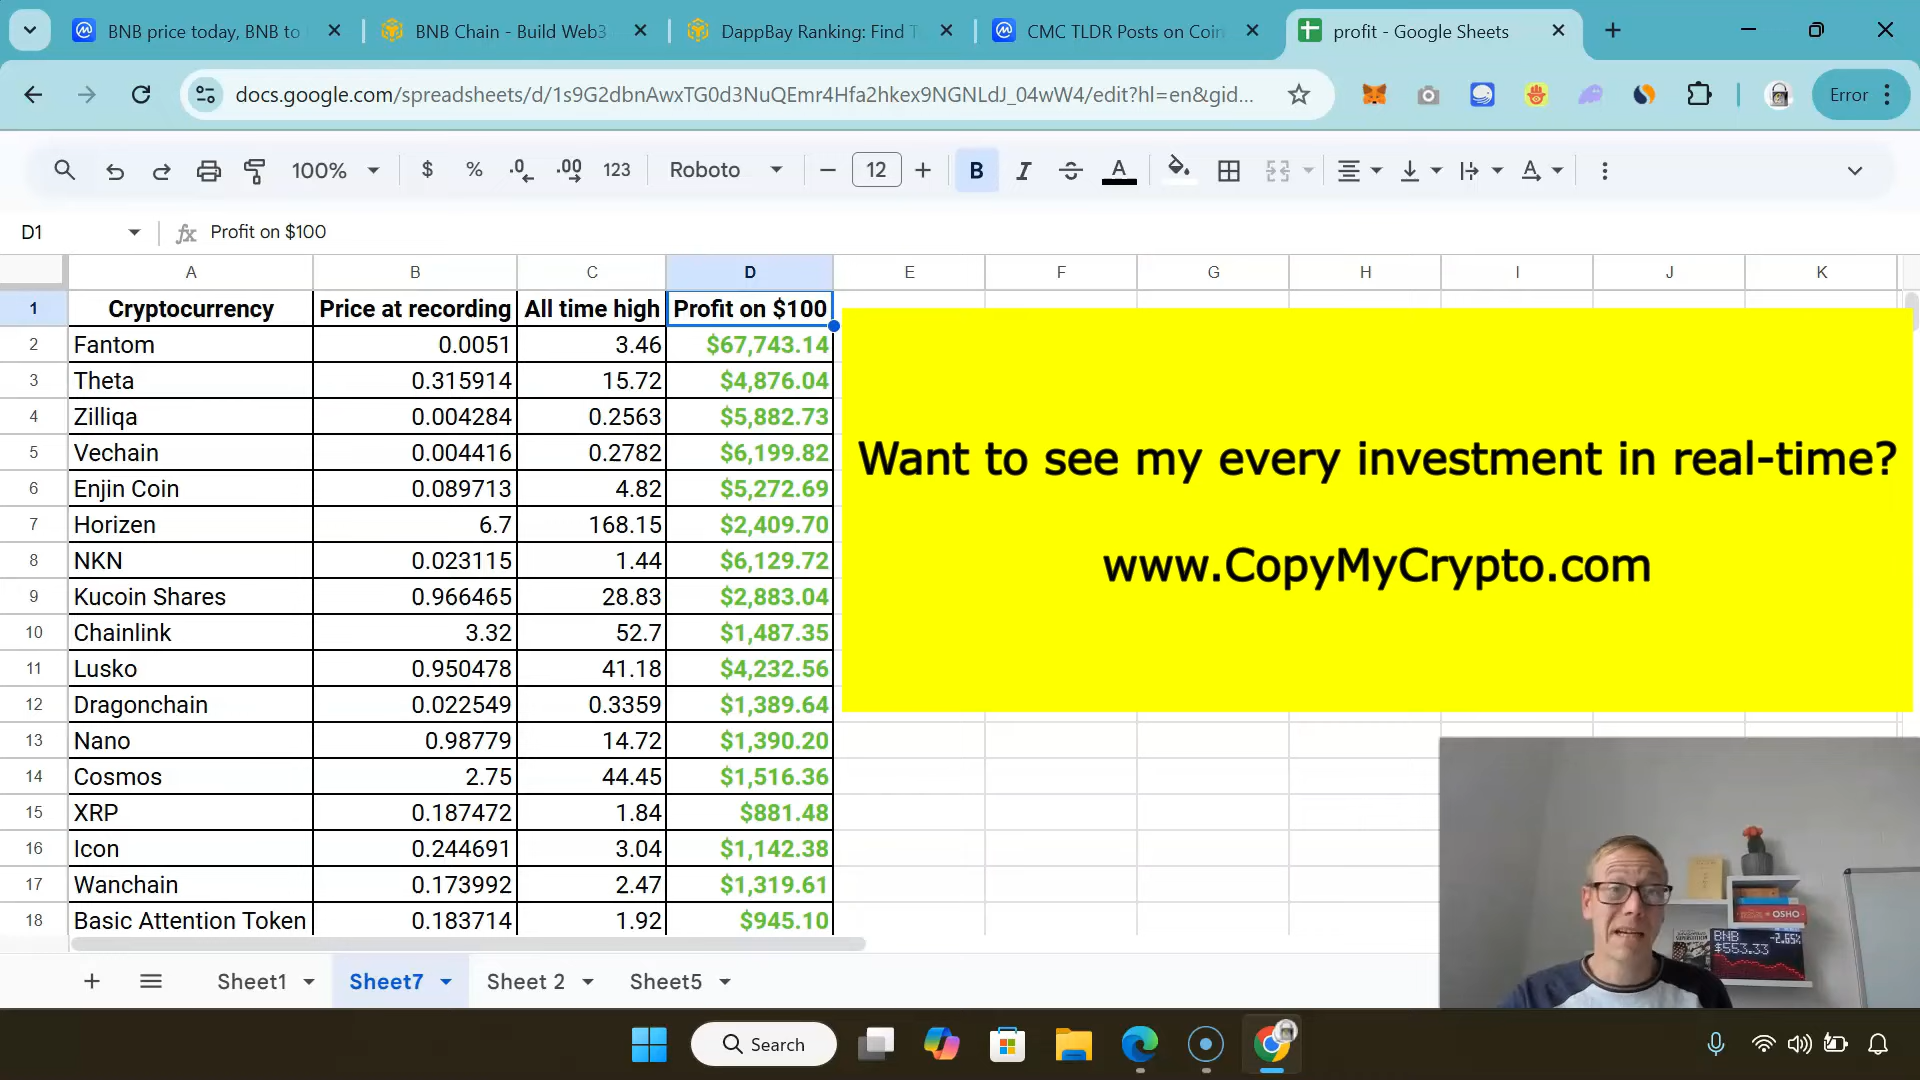 BNB price today, BNB to
BNB Chain - Build Web3
DappBay Ranking: Find T
CMC TLDR Posts on Coin
profit - Google Sheets
docs.google.com/spreadsheets/d/1s9G2dbnAwxTG0d3NuQEmr4Hfa2hkex9NGNLdJ_04wW4/edit?hl=en&gid...
Error
100%
$
%
.0
.00
123
Roboto
12
B
I
A
D1
fx
Profit on $100
A B C D E F G H I J K
1 Cryptocurrency Price at recording All time high Profit on $100
2 Fantom 0.0051 3.46 $67,743.14
3 Theta 0.315914 15.72 $4,876.04
4 Zilliqa 0.004284 0.2563 $5,882.73
5 Vechain 0.004416 0.2782 $6,199.82
6 Enjin Coin 0.089713 4.82 $5,272.69
7 Horizen 6.7 168.15 $2,409.70
8 NKN 0.023115 1.44 $6,129.72
9 Kucoin Shares 0.966465 28.83 $2,883.04
10 Chainlink 3.32 52.7 $1,487.35
11 Lusko 0.950478 41.18 $4,232.56
12 Dragonchain 0.022549 0.3359 $1,389.64
13 Nano 0.98779 14.72 $1,390.20
14 Cosmos 2.75 44.45 $1,516.36
15 XRP 0.187472 1.84 $881.48
16 Icon 0.244691 3.04 $1,142.38
17 Wanchain 0.173992 2.47 $1,319.61
18 Basic Attention Token 0.183714 1.92 $945.10
Want to see my every investment in real-time?
www.CopyMyCrypto.com
OSHO
BNB
-2.65%
$553.33
Sheet1
Sheet7
Sheet 2
Sheet5
Search